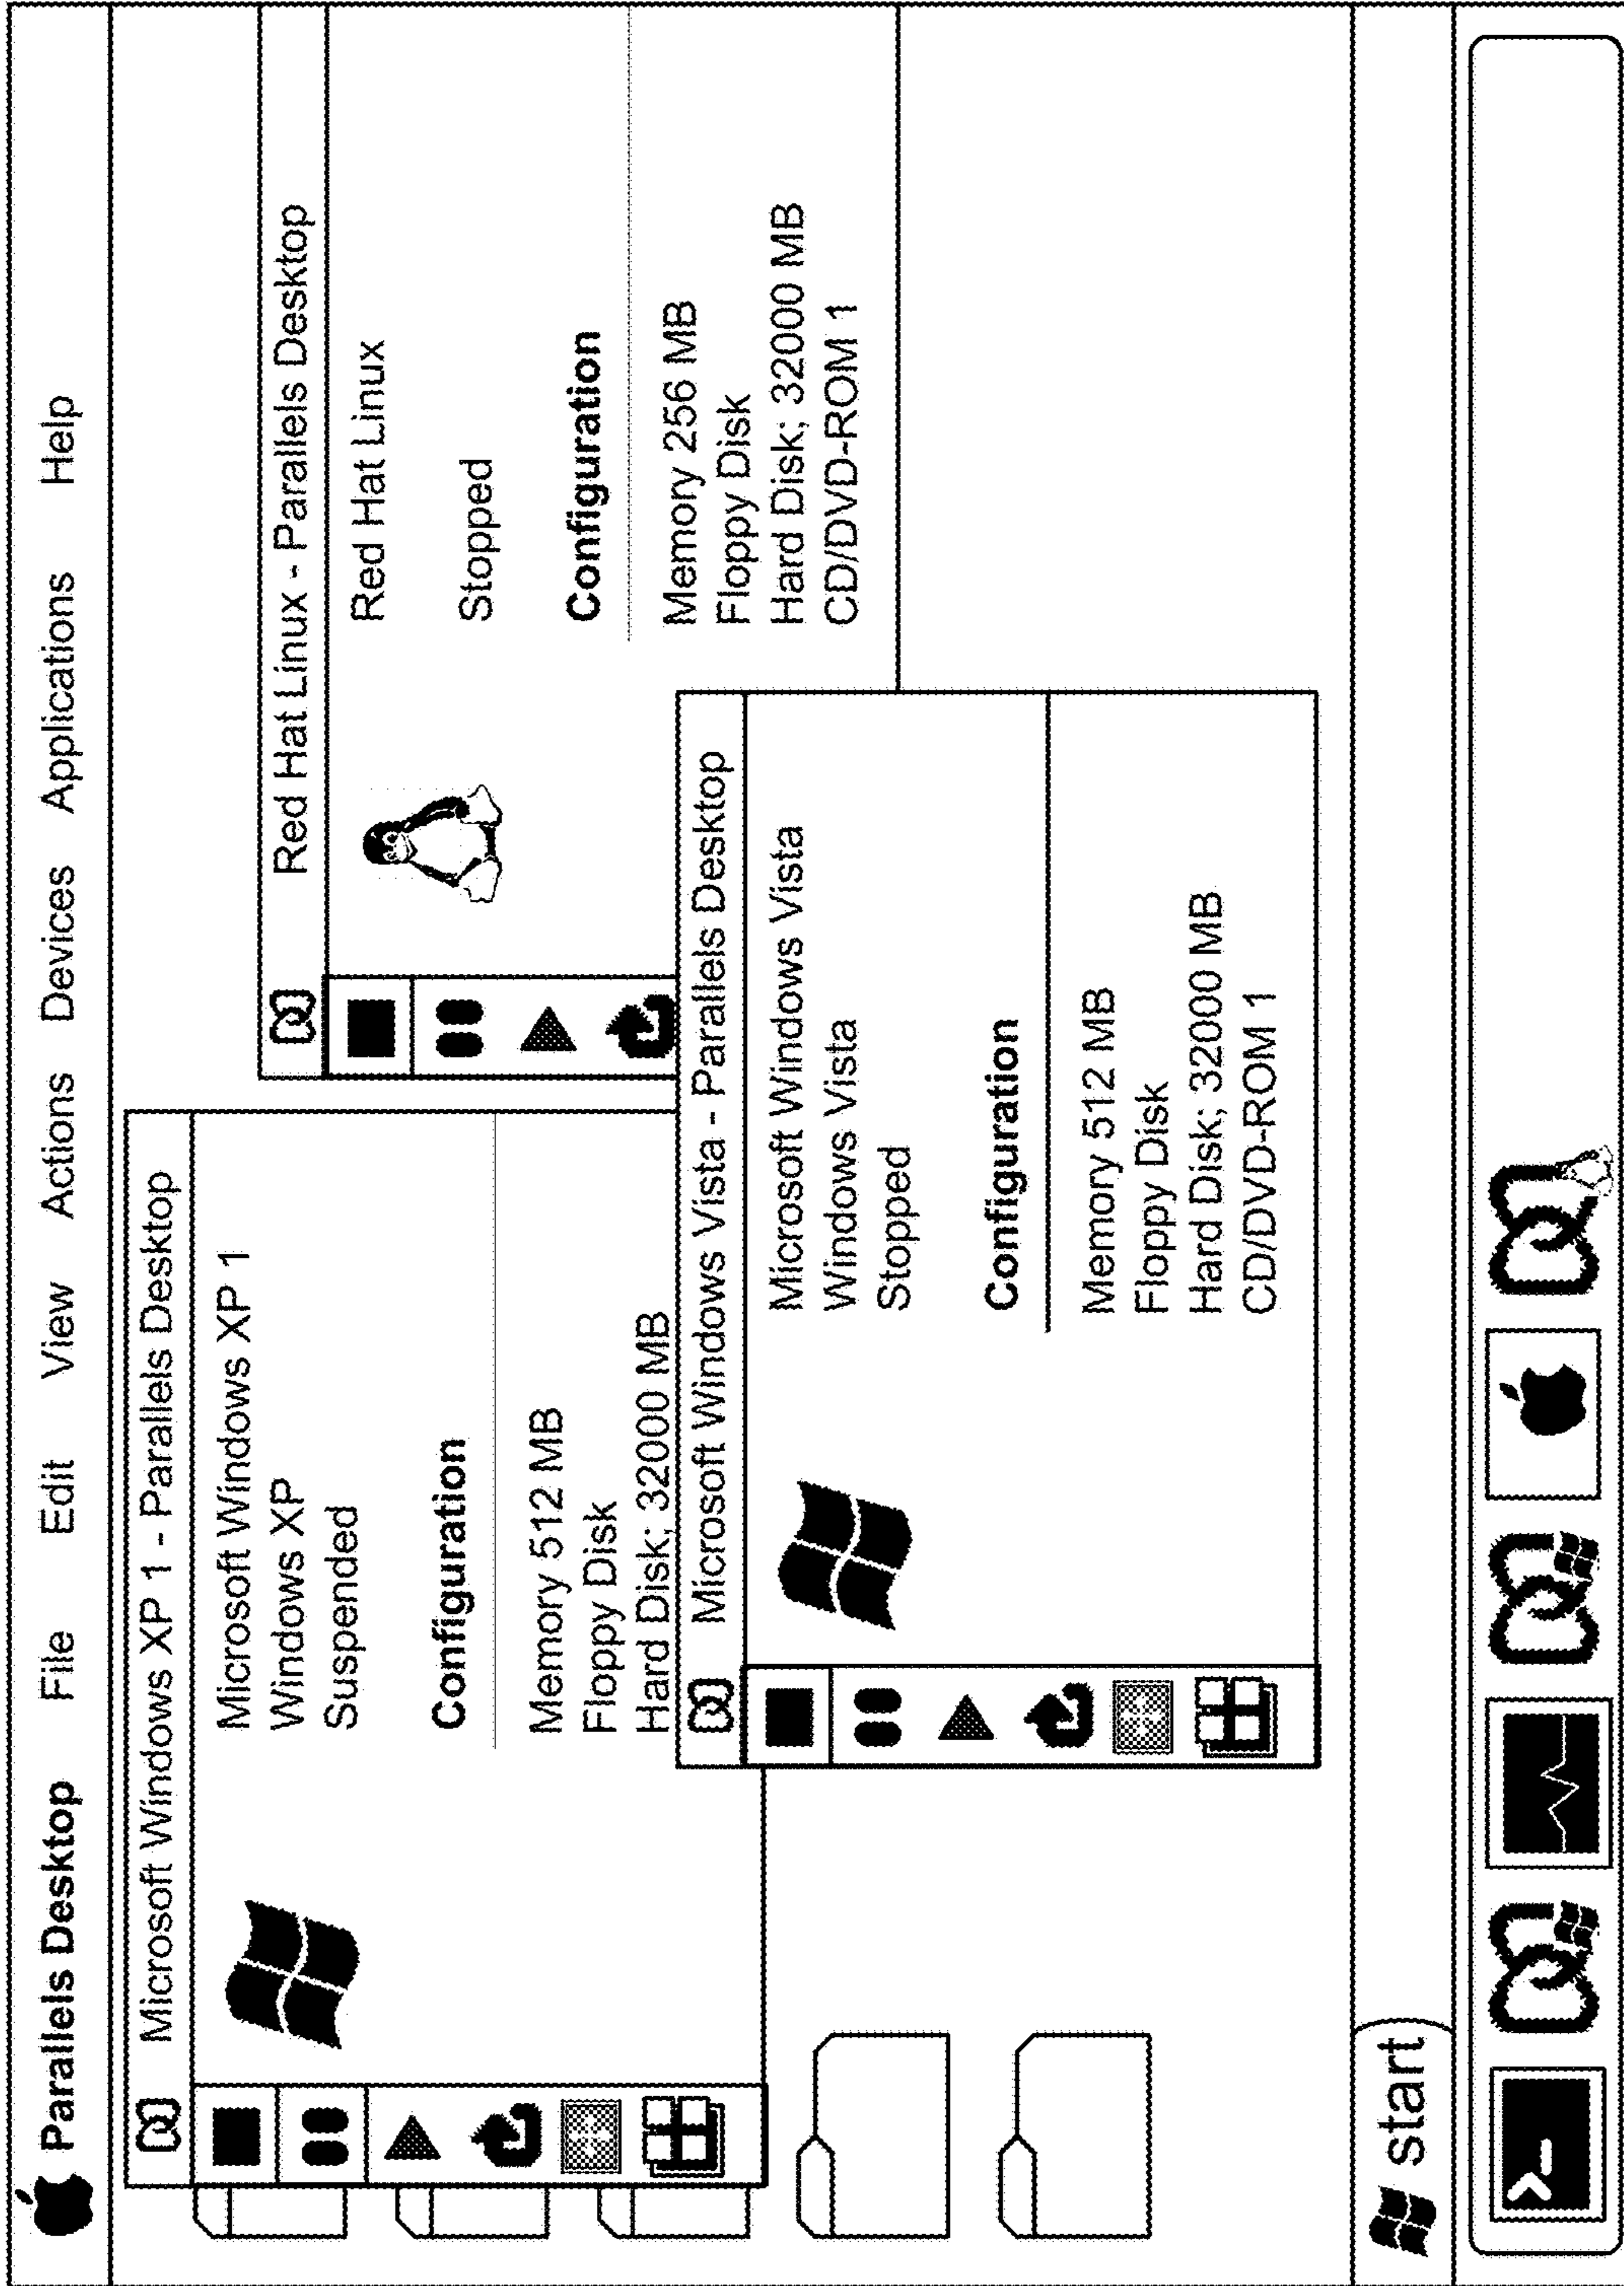 Parallels Desktop File Edit View Actions Devices Applications Help
Microsoft Windows XP 1 - Parallels Desktop
Microsoft Windows XP 1
Windows XP
Suspended
Configuration
Memory 512 MB
Floppy Disk
Hard Disk; 32000 MB
Red Hat Linux - Parallels Desktop
Red Hat Linux
Stopped
Configuration
Memory 256 MB
Floppy Disk
Hard Disk; 32000 MB
CD/DVD-ROM 1
Microsoft Windows Vista - Parallels Desktop
Microsoft Windows Vista
Windows Vista
Stopped
Configuration
Memory 512 MB
Floppy Disk
Hard Disk; 32000 MB
CD/DVD-ROM 1
start